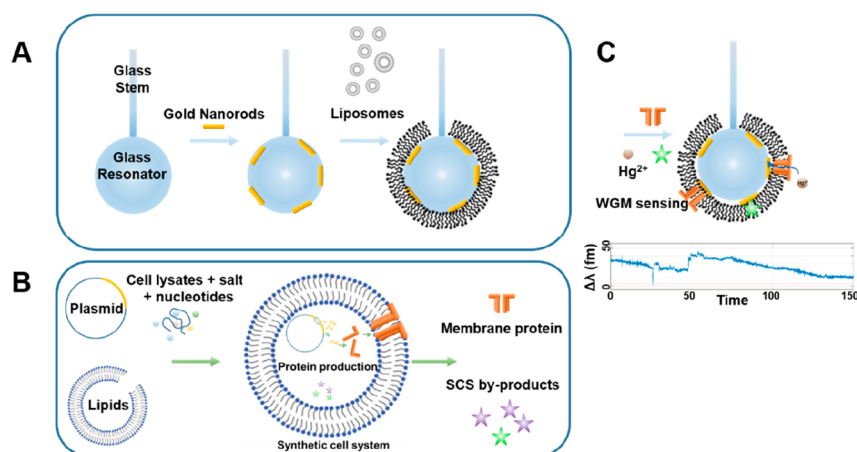 A
Glass
Stem
Gold Nanorods
Liposomes
Glass
Resonator
B
Plasmid
Cell lysates + salt
+ nucleotides
Lipids
Protein production
Synthetic cell system
Membrane protein
SCS by-products
C
Hg²⁺
WGM sensing
Δλ (fm)
50
0
0
50
100
150
Time